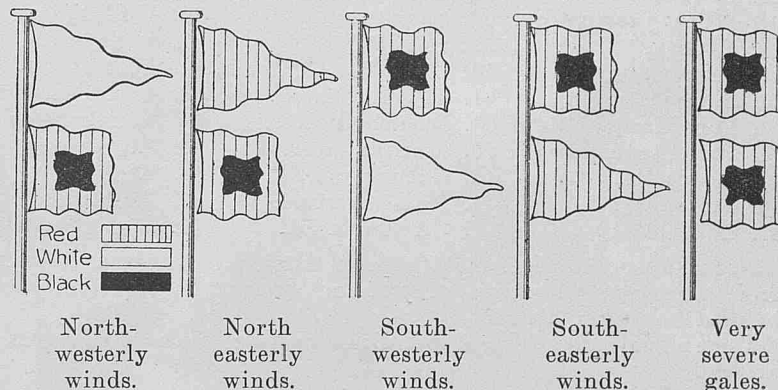 Red
White
Black
North-
westerly
winds.
North
easterly
winds.
South-
westerly
winds.
South-
easterly
winds.
Very
severe
gales.